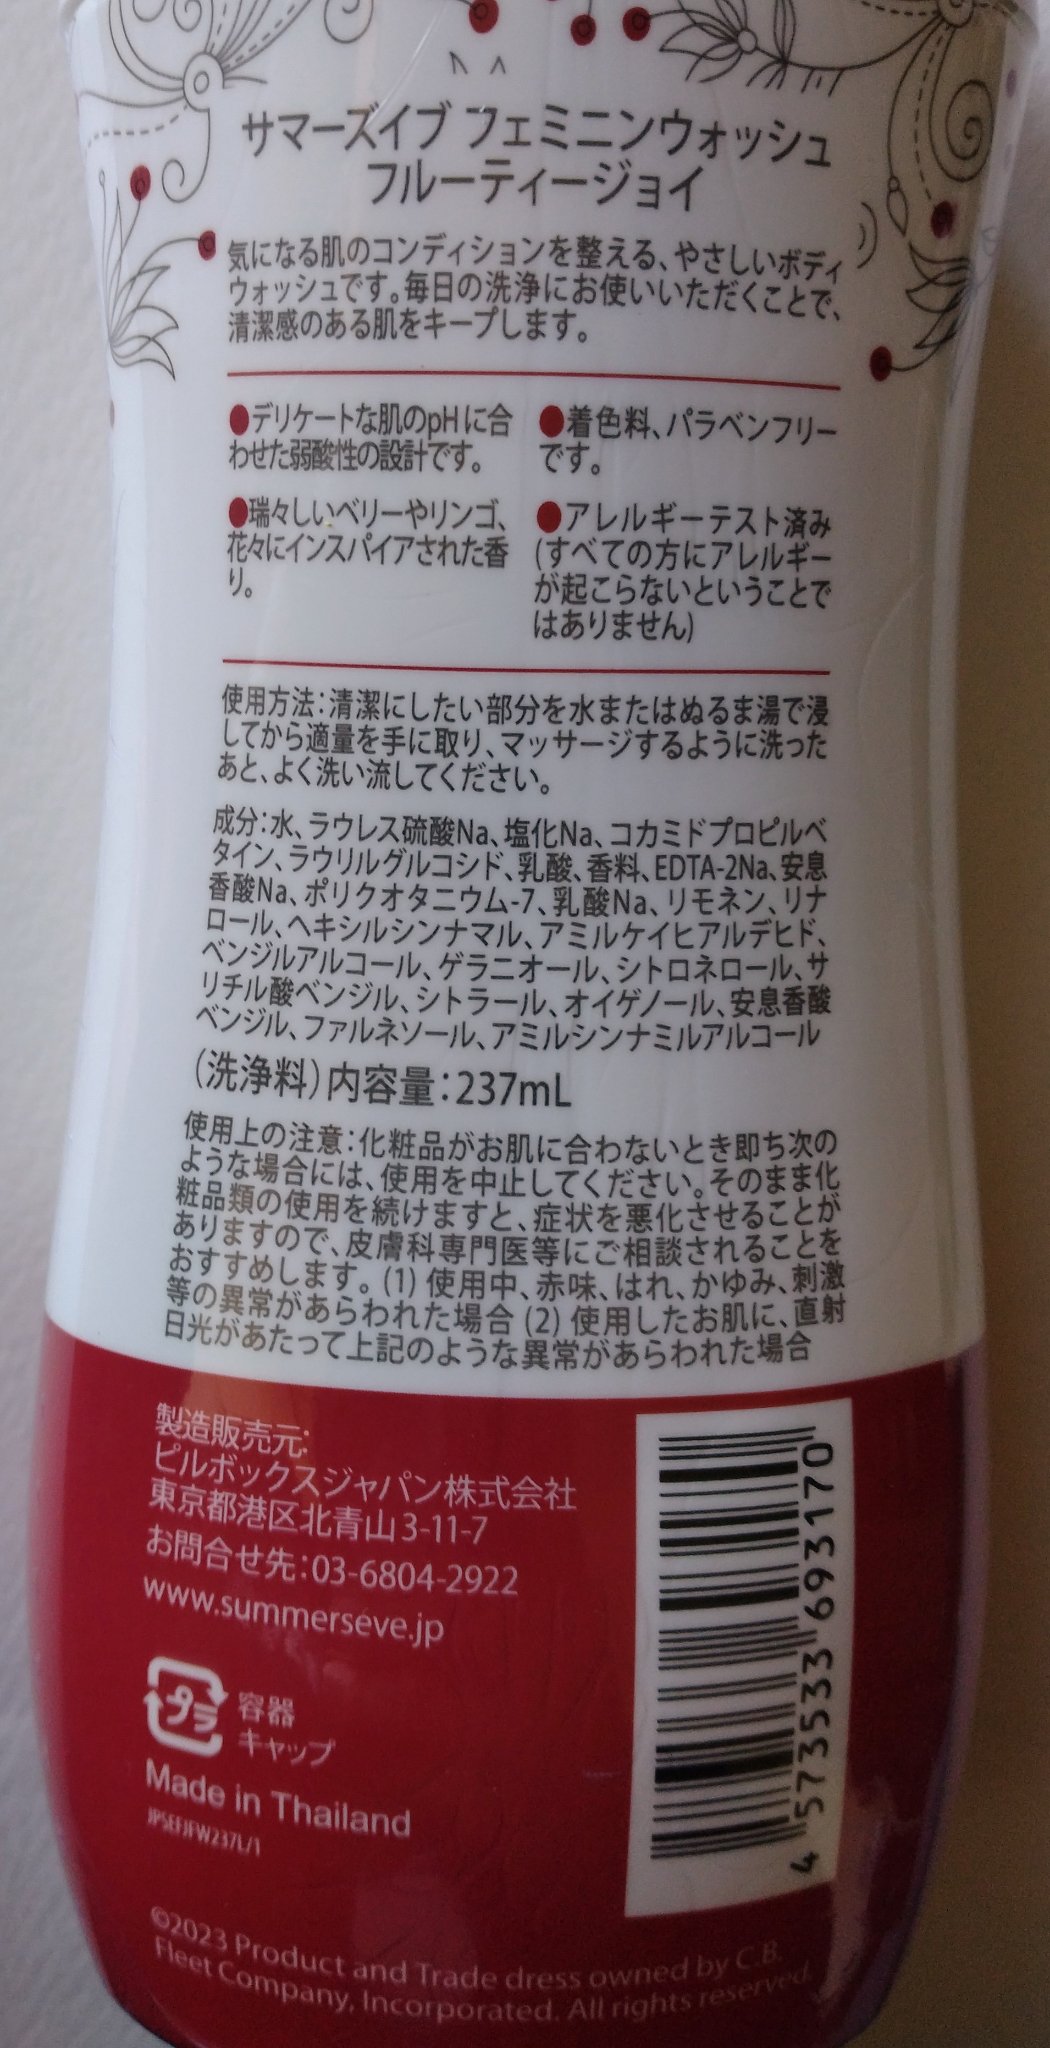 サマーズイブ フェミニンウォッシュ
フルーティージョイ
気になる肌のコンディションを整える、やさしいボディ
ウォッシュです。毎日の洗浄にお使いいただくことで、
清潔感のある肌をキープします。
●デリケートな肌のpHに合
わせた弱酸性の設計です。
●瑞々しいベリーやリンゴ、
花々にインスパイアされた香
り。
●着色料、パラベンフリー
です。
●アレルギーテスト済み
(すべての方にアレルギー
が起こらないということで
はありません)
使用方法:清潔にしたい部分を水またはぬるま湯で浸
してから適量を手に取り、マッサージするように洗った
あと、よく洗い流してください。
成分:水、ラウレス硫酸Na、塩化Na、コカミドプロピルベ
タイン、ラウリルグルコシド、乳酸、香料、EDTA-2Na、安息
香酸Na、ポリクオタニウム-7、乳酸Na、リモネン、リナ
ロール、ヘキシルシンナマル、アミルケイヒアルデヒド、
ベンジルアルコール、ゲラニオール、シトロネロール、サ
リチル酸ベンジル、シトラール、オイゲノール、安息香酸
ベンジル、ファルネソール、アミルシンナミルアルコール
(洗浄料)内容量:237mL
使用上の注意:化粧品がお肌に合わないとき即ち次の
ような場合には、使用を中止してください。そのまま化
粧品類の使用を続けますと、症状を悪化させることが
ありますので、皮膚科専門医等にご相談されることを
おすすめします。(1) 使用中、赤味、はれ、かゆみ、刺激
等の異常があらわれた場合 (2) 使用したお肌に、直射
日光があたって上記のような異常があらわれた場合
製造販売元:
ピルボックスジャパン株式会社
東京都港区北青山3-11-7
お問合せ先:03-6804-2922
www.summerseve.jp
プラ
容器
キャップ
Made in Thailand
JPSEFJFW237L/1
4 573533 693170
©2023 Product and Trade dress owned by C.B.
Fleet Company, Incorporated. All rights reserved.